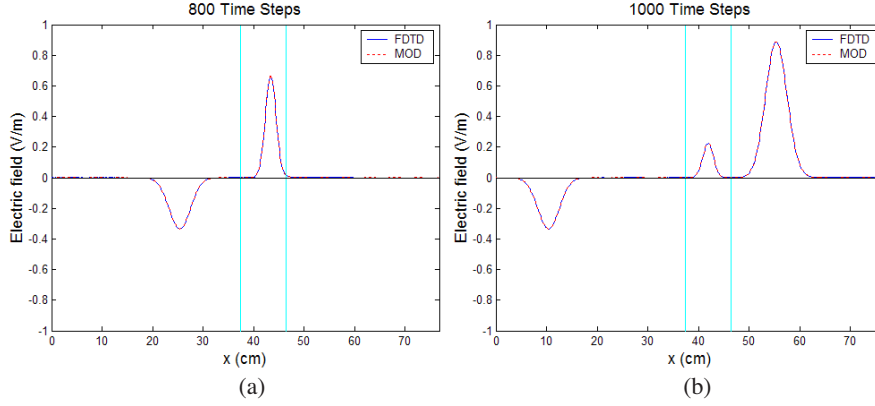 800 Time Steps
1
0.8
0.6
0.4
0.2
0
-0.2
-0.4
-0.6
-0.8
-1
Electric field (V/m)
FDTD
MOD
0 10 20 30 40 50 60 70
x (cm)
(a)
1000 Time Steps
1
0.8
0.6
0.4
0.2
0
-0.2
-0.4
-0.6
-0.8
-1
Electric field (V/m)
FDTD
MOD
0 10 20 30 40 50 60 70
x (cm)
(b)